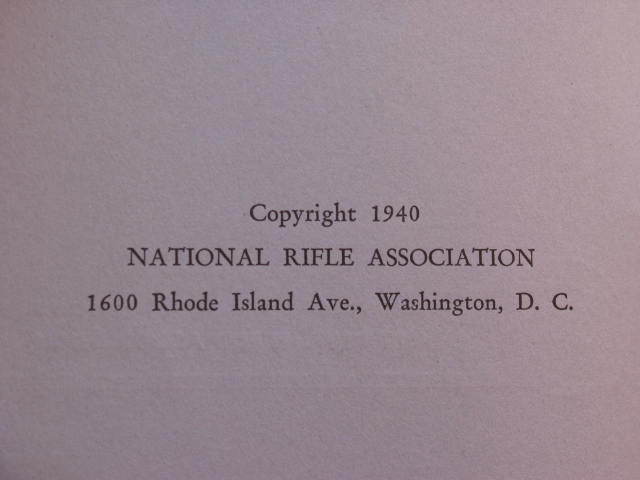 Copyright 1940
NATIONAL RIFLE ASSOCIATION
1600 Rhode Island Ave., Washington, D. C.